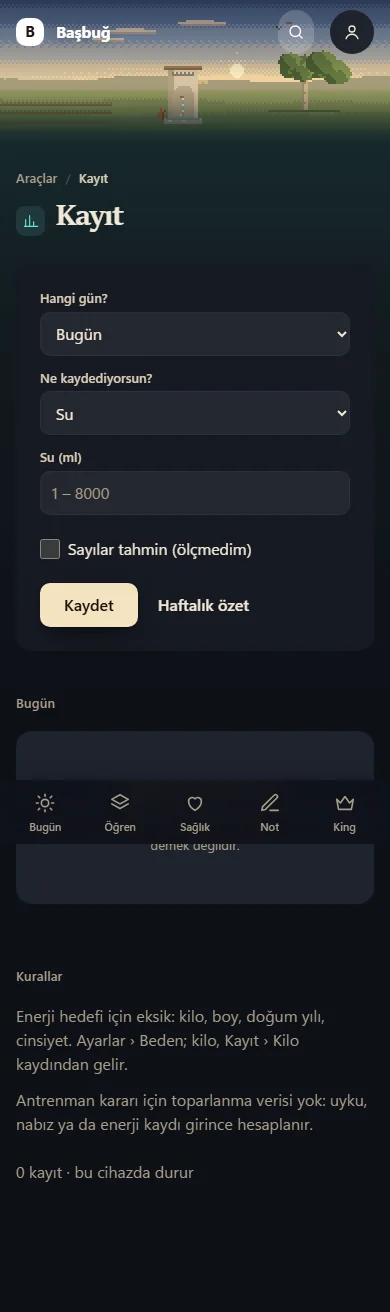 B Başbuğ
Araçlar / Kayıt
Kayıt
Hangi gün?
Bugün
Ne kaydediyorsun?
Su
Su (ml)
1 – 8000
Sayılar tahmin (ölçmedim)
Kaydet Haftalık özet
Bugün
Bugün Öğren Sağlık Not King
demek değildir.
Kurallar
Enerji hedefi için eksik: kilo, boy, doğum yılı,
cinsiyet. Ayarlar › Beden; kilo, Kayıt › Kilo
kaydından gelir.
Antrenman kararı için toparlanma verisi yok: uyku,
nabız ya da enerji kaydı girince hesaplanır.
0 kayıt · bu cihazda durur